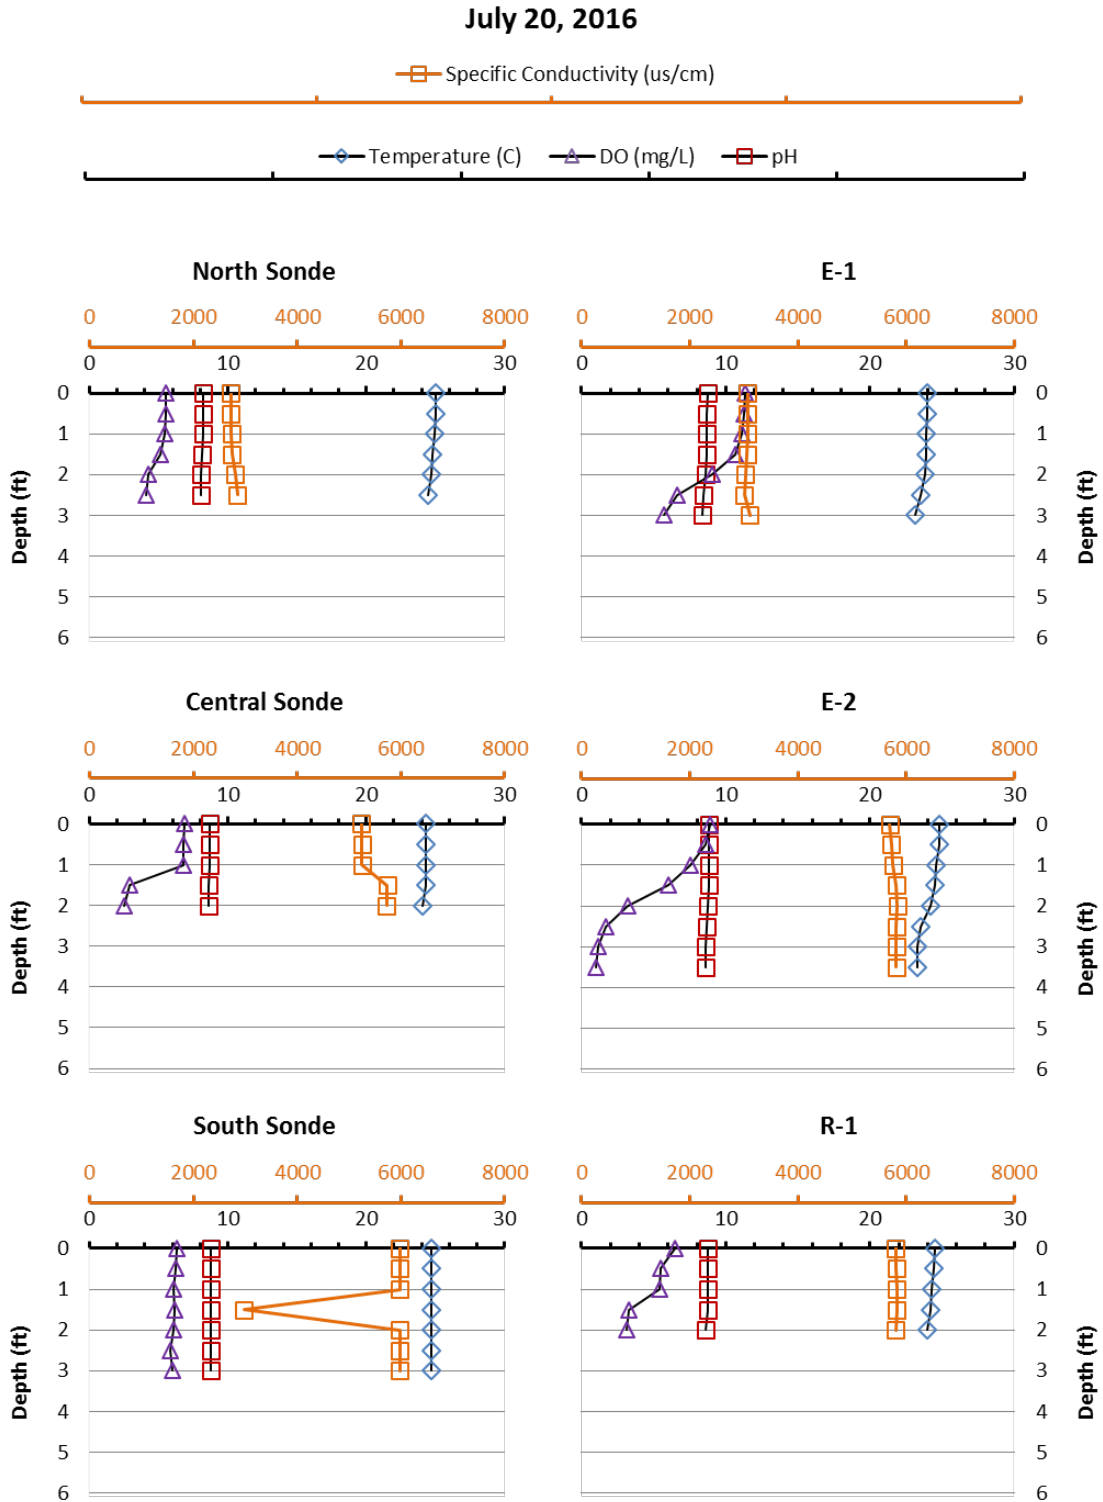 July 20, 2016
Specific Conductivity (us/cm)
Temperature (C) DO (mg/L) pH
North Sonde E-1
0 2000 4000 6000 8000 0 2000 4000 6000 8000
0 10 20 30 0 10 20 30
0 0
1 1
2 2
3 3
4 4
5 5
6 6
Depth (ft) Depth (ft)
Central Sonde E-2
0 2000 4000 6000 8000 0 2000 4000 6000 8000
0 10 20 30 0 10 20 30
0 0
1 1
2 2
3 3
4 4
5 5
6 6
Depth (ft) Depth (ft)
South Sonde R-1
0 2000 4000 6000 8000 0 2000 4000 6000 8000
0 10 20 30 0 10 20 30
0 0
1 1
2 2
3 3
4 4
5 5
6 6
Depth (ft) Depth (ft)